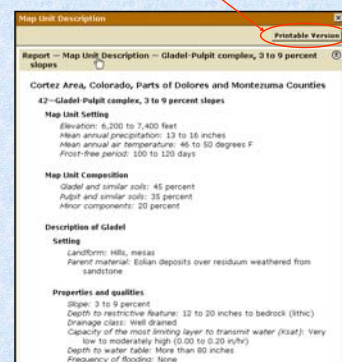 Map Unit Description
Printable Version
Report — Map Unit Description — Gladel-Pulpit complex, 3 to 9 percent
slopes
Cortez Area, Colorado, Parts of Dolores and Montezuma Counties
42—Gladel-Pulpit complex, 3 to 9 percent slopes
Map Unit Setting
Elevation: 6,200 to 7,400 feet
Mean annual precipitation: 13 to 16 inches
Mean annual air temperature: 46 to 50 degrees F
Frost-free period: 100 to 120 days
Map Unit Composition
Gladel and similar soils: 45 percent
Pulpit and similar soils: 35 percent
Minor components: 20 percent
Description of Gladel
Setting
Landform: Hills, mesas
Parent material: Eolian deposits over residuum weathered from
sandstone
Properties and qualities
Slope: 3 to 9 percent
Depth to restrictive feature: 12 to 20 inches to bedrock (lithic)
Drainage class: Well drained
Capacity of the most limiting layer to transmit water (Ksat): Very
low to moderately high (0.00 to 0.20 in/hr)
Depth to water table: More than 80 inches
Frequency of flooding: None